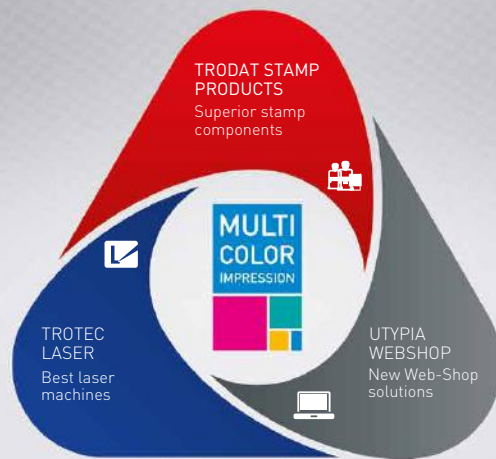 TRODAT STAMP
PRODUCTS
Superior stamp
components
MULTI
COLOR
IMPRESSION
TROTEC
LASER
Best laser
machines
UTYPIA
WEBSHOP
New Web-Shop
solutions